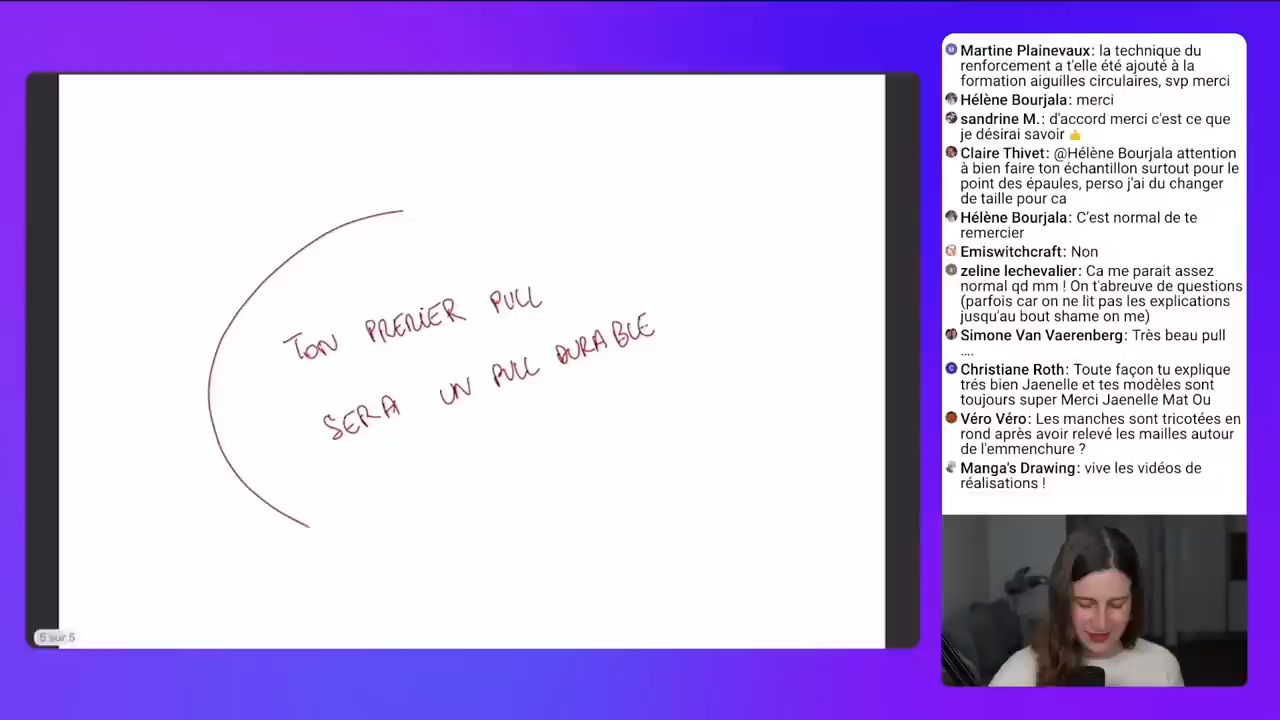 TON PREMIER PULL
SERA UN PULL DURABLE
5 sur 5
Martine Plainevaux: la technique du
renforcement a t'elle été ajouté à la
formation aiguilles circulaires, svp merci
Hélène Bourjala: merci
sandrine M.: d'accord merci c'est ce que
je désirai savoir 👍
Claire Thivet: @Hélène Bourjala attention
à bien faire ton échantillon surtout pour le
point des épaules, perso j'ai du changer
de taille pour ca
Hélène Bourjala: C'est normal de te
remercier
Emiswitchcraft: Non
zeline lechevalier: Ca me parait assez
normal qd mm ! On t'abreuve de questions
(parfois car on ne lit pas les explications
jusqu'au bout shame on me)
Simone Van Vaerenberg: Très beau pull
....
Christiane Roth: Toute façon tu explique
trés bien Jaenelle et tes modèles sont
toujours super Merci Jaenelle Mat Ou
Véro Véro: Les manches sont tricotées en
rond après avoir relevé les mailles autour
de l'emmenchure ?
Manga's Drawing: vive les vidéos de
réalisations !